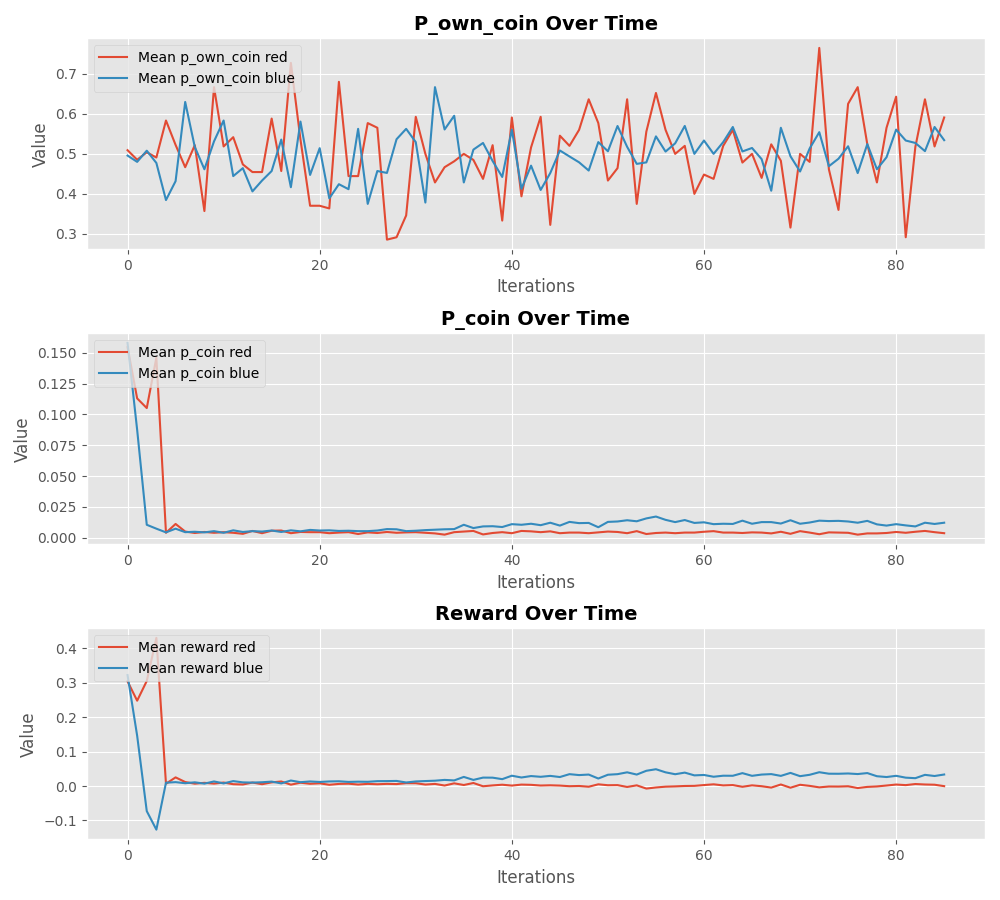 P_own_coin Over Time
Mean p_own_coin red
Mean p_own_coin blue
Value
0.7
0.6
0.5
0.4
0.3
0
20
40
60
80
Iterations
P_coin Over Time
Mean p_coin red
Mean p_coin blue
Value
0.150
0.125
0.100
0.075
0.050
0.025
0.000
0
20
40
60
80
Iterations
Reward Over Time
Mean reward red
Mean reward blue
Value
0.4
0.3
0.2
0.1
0.0
−0.1
0
20
40
60
80
Iterations